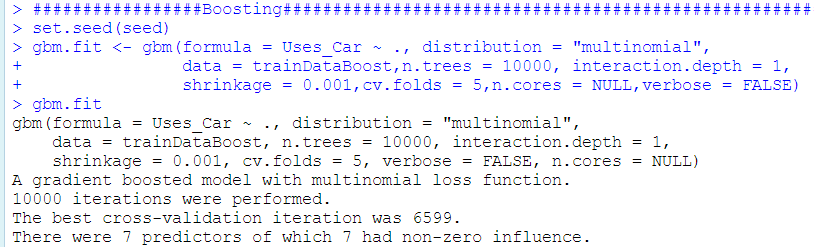 > #################Boosting#####################################################
> set.seed(seed)
> gbm.fit <- gbm(formula = Uses_Car ~ ., distribution = "multinomial",
+                data = trainDataBoost,n.trees = 10000, interaction.depth = 1,
+                shrinkage = 0.001,cv.folds = 5,n.cores = NULL,verbose = FALSE)
> gbm.fit
gbm(formula = Uses_Car ~ ., distribution = "multinomial",
    data = trainDataBoost, n.trees = 10000, interaction.depth = 1,
    shrinkage = 0.001, cv.folds = 5, verbose = FALSE, n.cores = NULL)
A gradient boosted model with multinomial loss function.
10000 iterations were performed.
The best cross-validation iteration was 6599.
There were 7 predictors of which 7 had non-zero influence.